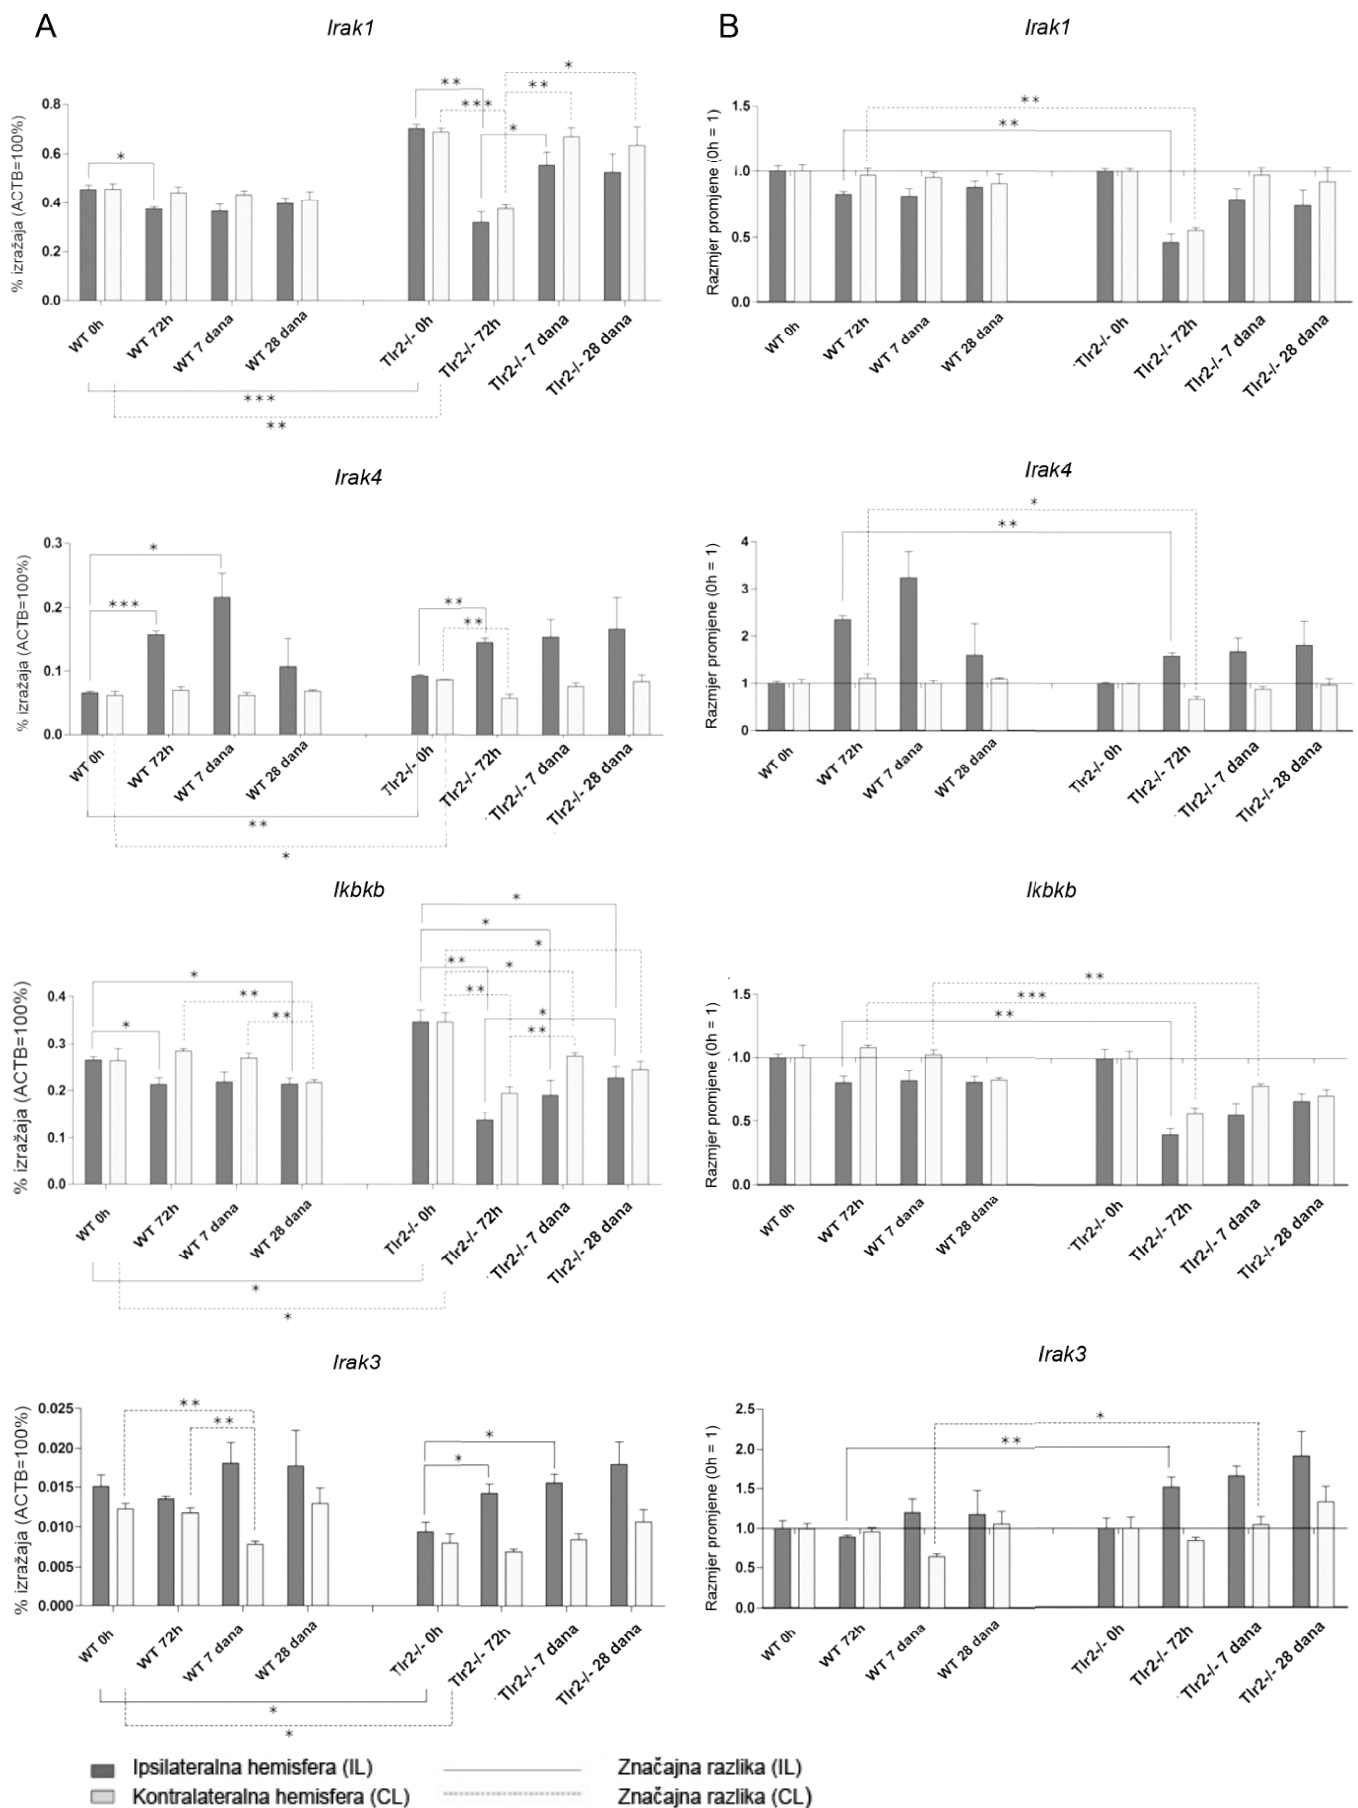 A
B
Irak1
Irak1
% izražaja (ACTB=100%)
0.8
0.6
0.4
0.2
0.0
*
**
***
*
**
*
WT 0h
WT 72h
WT 7 dana
WT 28 dana
Tlr2-/- 0h
Tlr2-/- 72h
Tlr2-/- 7 dana
Tlr2-/- 28 dana
***
**
Razmjer promjene (0h = 1)
1.5
1.0
0.5
0.0
**
**
WT 0h
WT 72h
WT 7 dana
WT 28 dana
Tlr2-/- 0h
Tlr2-/- 72h
Tlr2-/- 7 dana
Tlr2-/- 28 dana
Irak4
Irak4
% izražaja (ACTB=100%)
0.3
0.2
0.1
0.0
*
***
**
**
WT 0h
WT 72h
WT 7 dana
WT 28 dana
Tlr2-/- 0h
Tlr2-/- 72h
Tlr2-/- 7 dana
Tlr2-/- 28 dana
**
*
Razmjer promjene (0h = 1)
4
3
2
1
0
*
**
WT 0h
WT 72h
WT 7 dana
WT 28 dana
Tlr2-/- 0h
Tlr2-/- 72h
Tlr2-/- 7 dana
Tlr2-/- 28 dana
Ikbkb
Ikbkb
% izražaja (ACTB=100%)
0.4
0.3
0.2
0.1
0.0
*
*
**
**
*
*
*
**
*
**
*
**
WT 0h
WT 72h
WT 7 dana
WT 28 dana
Tlr2-/- 0h
Tlr2-/- 72h
Tlr2-/- 7 dana
Tlr2-/- 28 dana
*
*
Razmjer promjene (0h = 1)
1.5
1.0
0.5
0.0
**
***
**
WT 0h
WT 72h
WT 7 dana
WT 28 dana
Tlr2-/- 0h
Tlr2-/- 72h
Tlr2-/- 7 dana
Tlr2-/- 28 dana
Irak3
Irak3
% izražaja (ACTB=100%)
0.025
0.020
0.015
0.010
0.005
0.000
**
**
*
*
WT 0h
WT 72h
WT 7 dana
WT 28 dana
Tlr2-/- 0h
Tlr2-/- 72h
Tlr2-/- 7 dana
Tlr2-/- 28 dana
*
*
Razmjer promjene (0h = 1)
2.5
2.0
1.5
1.0
0.5
0.0
*
**
WT 0h
WT 72h
WT 7 dana
WT 28 dana
Tlr2-/- 0h
Tlr2-/- 72h
Tlr2-/- 7 dana
Tlr2-/- 28 dana
Ipsilateralna hemisfera (IL)
Značajna razlika (IL)
Kontralateralna hemisfera (CL)
Značajna razlika (CL)